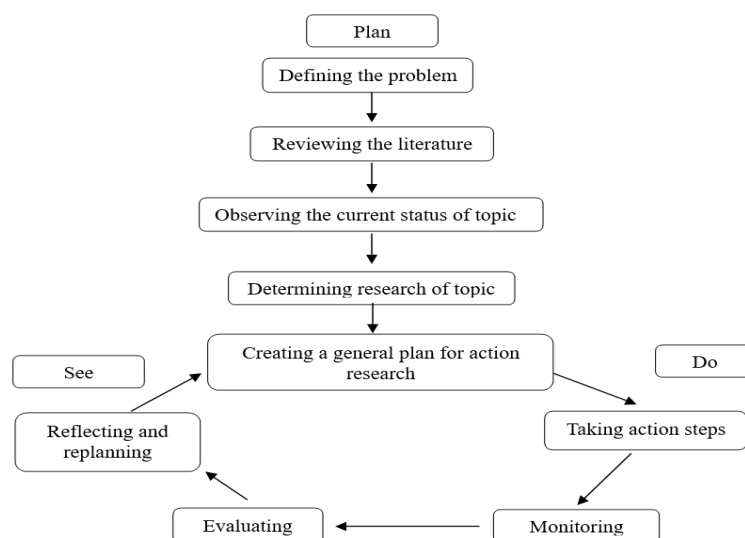 Plan
Defining the problem
Reviewing the literature
Observing the current status of topic
Determining research of topic
Creating a general plan for action
research
See
Do
Reflecting and
replanning
Taking action steps
Evaluating
Monitoring